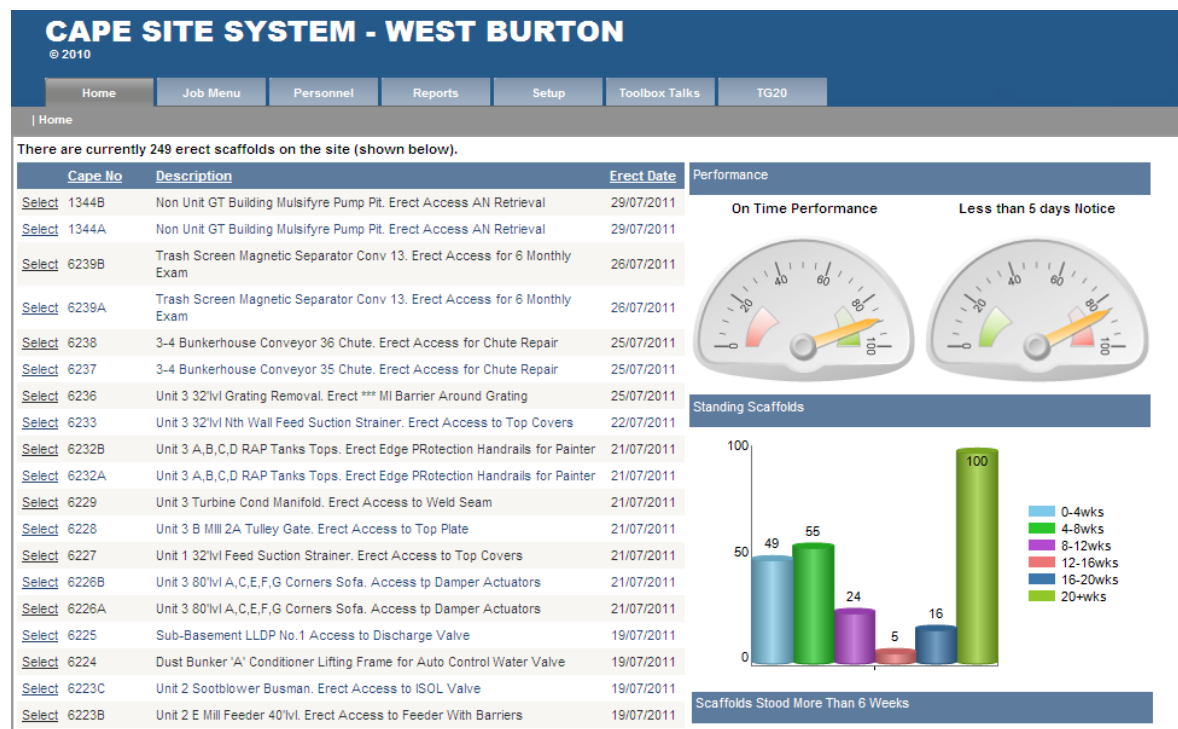 CAPE SITE SYSTEM - WEST BURTON
© 2010
Home Job Menu Personnel Reports Setup Toolbox Talks TG20
| Home
There are currently 249 erect scaffolds on the site (shown below).
Cape No Description Erect Date
Select 1344B Non Unit GT Building Mulsifyre Pump Pit. Erect Access AN Retrieval 29/07/2011
Select 1344A Non Unit GT Building Mulsifyre Pump Pit. Erect Access AN Retrieval 29/07/2011
Select 6239B Trash Screen Magnetic Separator Conv 13. Erect Access for 6 Monthly 26/07/2011
Exam
Select 6239A Trash Screen Magnetic Separator Conv 13. Erect Access for 6 Monthly 26/07/2011
Exam
Select 6238 3-4 Bunkerhouse Conveyor 36 Chute. Erect Access for Chute Repair 25/07/2011
Select 6237 3-4 Bunkerhouse Conveyor 35 Chute. Erect Access for Chute Repair 25/07/2011
Select 6236 Unit 3 32'lvl Grating Removal. Erect *** MI Barrier Around Grating 25/07/2011
Select 6233 Unit 3 32'lvl Nth Wall Feed Suction Strainer. Erect Access to Top Covers 22/07/2011
Select 6232B Unit 3 A,B,C,D RAP Tanks Tops. Erect Edge PRotection Handrails for Painter 21/07/2011
Select 6232A Unit 3 A,B,C,D RAP Tanks Tops. Erect Edge PRotection Handrails for Painter 21/07/2011
Select 6229 Unit 3 Turbine Cond Manifold. Erect Access to Weld Seam 21/07/2011
Select 6228 Unit 3 B MIll 2A Tulley Gate. Erect Access to Top Plate 21/07/2011
Select 6227 Unit 1 32'lvl Feed Suction Strainer. Erect Access to Top Covers 21/07/2011
Select 6226B Unit 3 80'lvl A,C,E,F,G Corners Sofa. Access tp Damper Actuators 21/07/2011
Select 6226A Unit 3 80'lvl A,C,E,F,G Corners Sofa. Access tp Damper Actuators 21/07/2011
Select 6225 Sub-Basement LLDP No.1 Access to Discharge Valve 19/07/2011
Select 6224 Dust Bunker 'A' Conditioner Lifting Frame for Auto Control Water Valve 19/07/2011
Select 6223C Unit 2 Sootblower Busman. Erect Access to ISOL Valve 19/07/2011
Select 6223B Unit 2 E Mill Feeder 40'lvl. Erect Access to Feeder With Barriers 19/07/2011
Performance
On Time Performance Less than 5 days Notice
0 20 40 60 80 100
0 20 40 60 80 100
Standing Scaffolds
100
50
0
49 55 24 5 16 100
0-4wks
4-8wks
8-12wks
12-16wks
16-20wks
20+wks
Scaffolds Stood More Than 6 Weeks